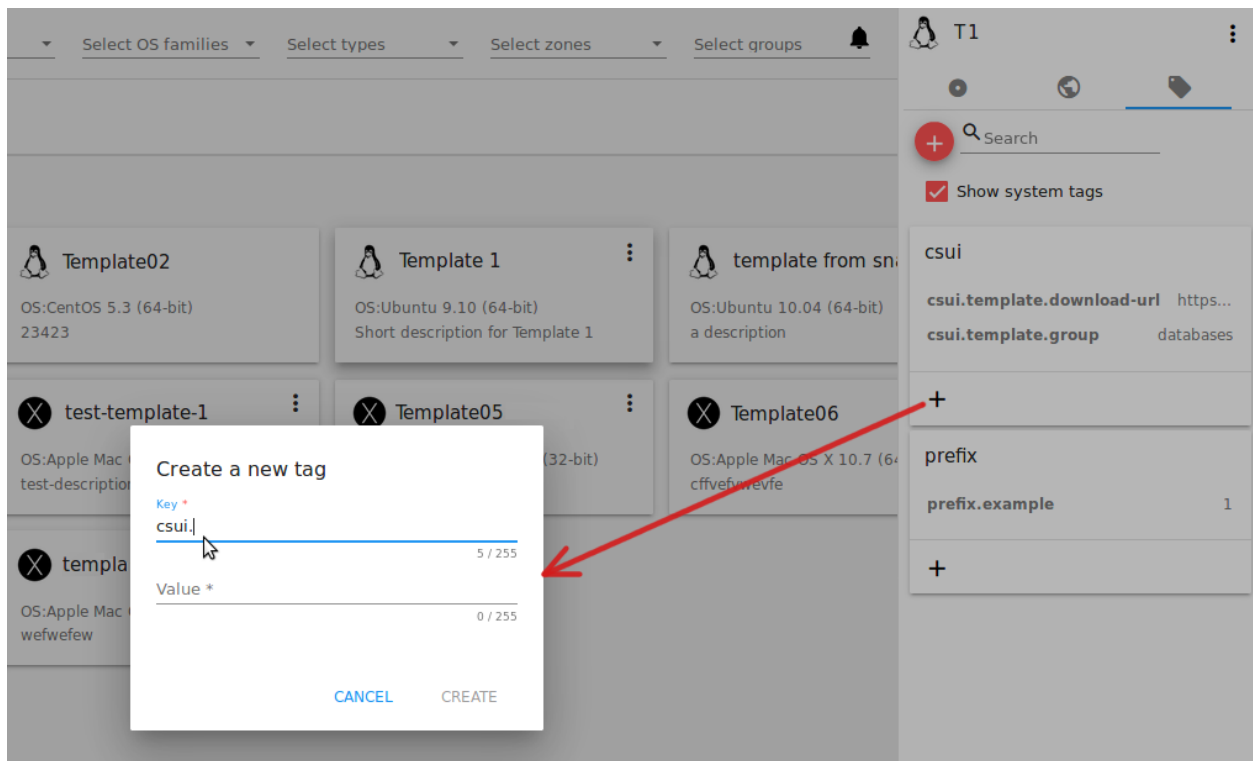 Select OS families
Select types
Select zones
Select groups
T1
Search
Show system tags
Template02
OS:CentOS 5.3 (64-bit)
23423
Template 1
OS:Ubuntu 9.10 (64-bit)
Short description for Template 1
template from sna
OS:Ubuntu 10.04 (64-bit)
a description
test-template-1
OS:Apple Mac
test-description
Template05
(32-bit)
Template06
OS:Apple Mac OS X 10.7 (64
cffvefvwevfe
templa
OS:Apple Mac
wefwefew
Create a new tag
Key *
csui.
5 / 255
Value *
0 / 255
CANCEL
CREATE
csui
csui.template.download-url https...
csui.template.group databases
+
prefix
prefix.example 1
+